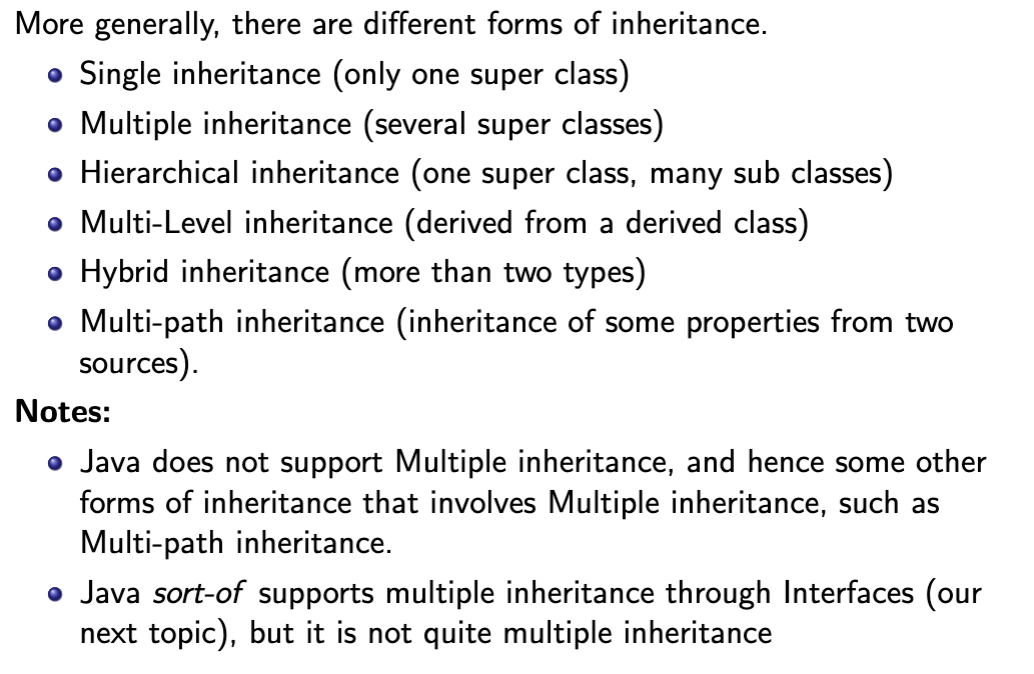 More generally, there are different forms of inheritance.
Single inheritance (only one super class)
Multiple inheritance (several super classes)
Hierarchical inheritance (one super class, many sub classes)
Multi-Level inheritance (derived from a derived class)
Hybrid inheritance (more than two types)
Multi-path inheritance (inheritance of some properties from two
sources).
Notes:
Java does not support Multiple inheritance, and hence some other
forms of inheritance that involves Multiple inheritance, such as
Multi-path inheritance.
Java sort-of supports multiple inheritance through Interfaces (our
next topic), but it is not quite multiple inheritance